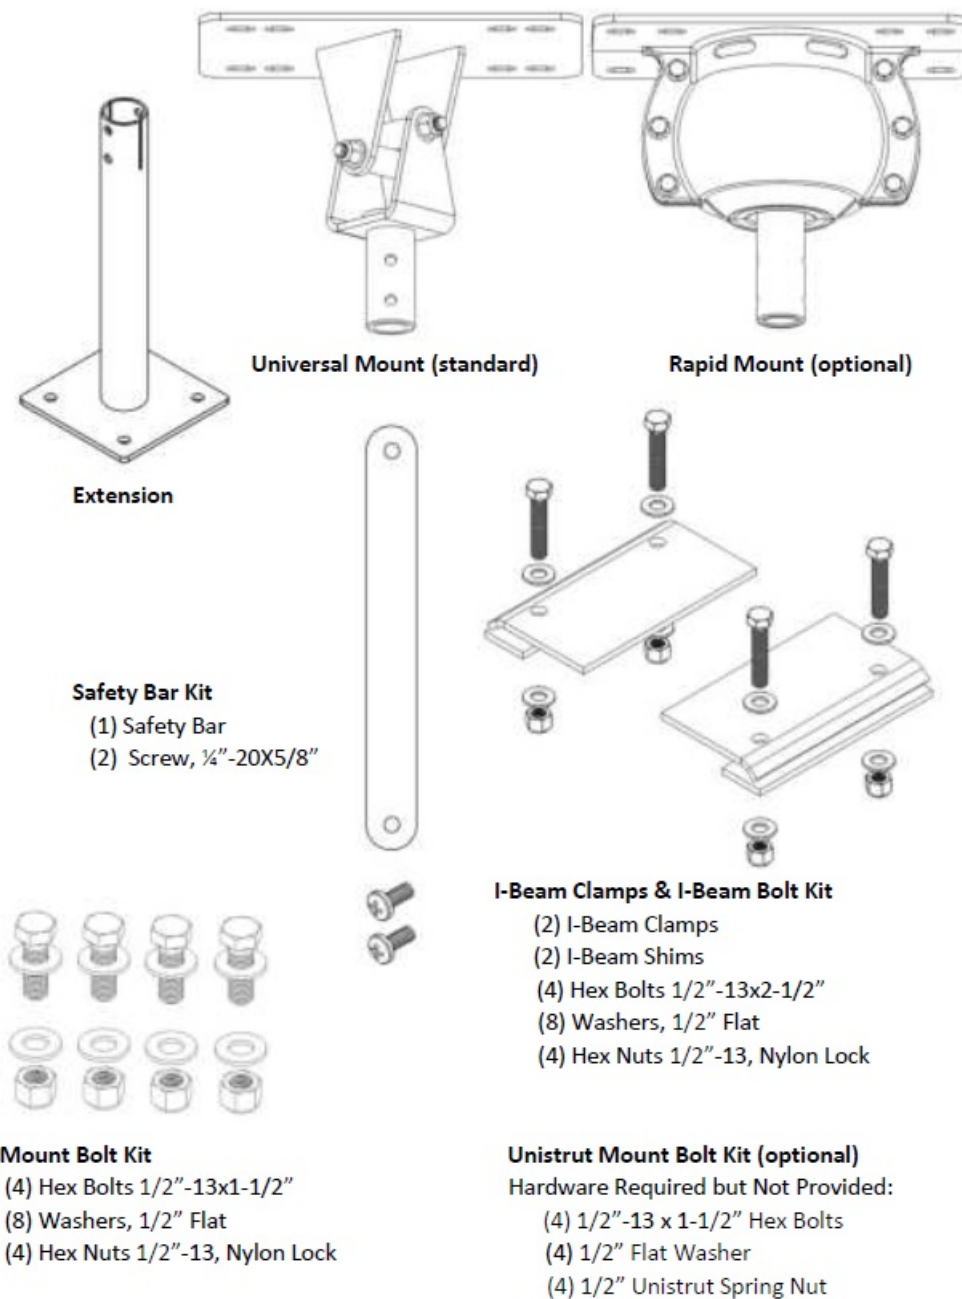 Universal Mount (standard)
Rapid Mount (optional)
Extension
Safety Bar Kit
(1) Safety Bar
(2) Screw, ¼”-20X5/8”
I-Beam Clamps & I-Beam Bolt Kit
(2) I-Beam Clamps
(2) I-Beam Shims
(4) Hex Bolts 1/2”-13x2-1/2”
(8) Washers, 1/2” Flat
(4) Hex Nuts 1/2”-13, Nylon Lock
Mount Bolt Kit
(4) Hex Bolts 1/2”-13x1-1/2”
(8) Washers, 1/2” Flat
(4) Hex Nuts 1/2”-13, Nylon Lock
Unistrut Mount Bolt Kit (optional)
Hardware Required but Not Provided:
(4) 1/2”-13 x 1-1/2” Hex Bolts
(4) 1/2” Flat Washer
(4) 1/2” Unistrut Spring Nut